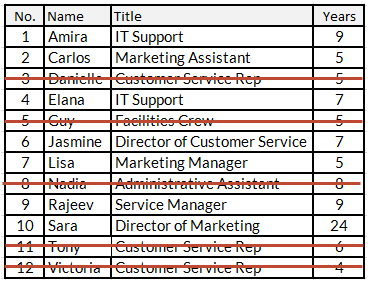 No. Name Title Years
1 Amira IT Support 9
2 Carlos Marketing Assistant 5
3 Danielle Customer Service Rep 5
4 Elana IT Support 7
5 Guy Facilities Crew 5
6 Jasmine Director of Customer Service 7
7 Lisa Marketing Manager 5
8 Nadia Administrative Assistant 8
9 Rajeev Service Manager 9
10 Sara Director of Marketing 24
11 Tony Customer Service Rep 6
12 Victoria Customer Service Rep 4